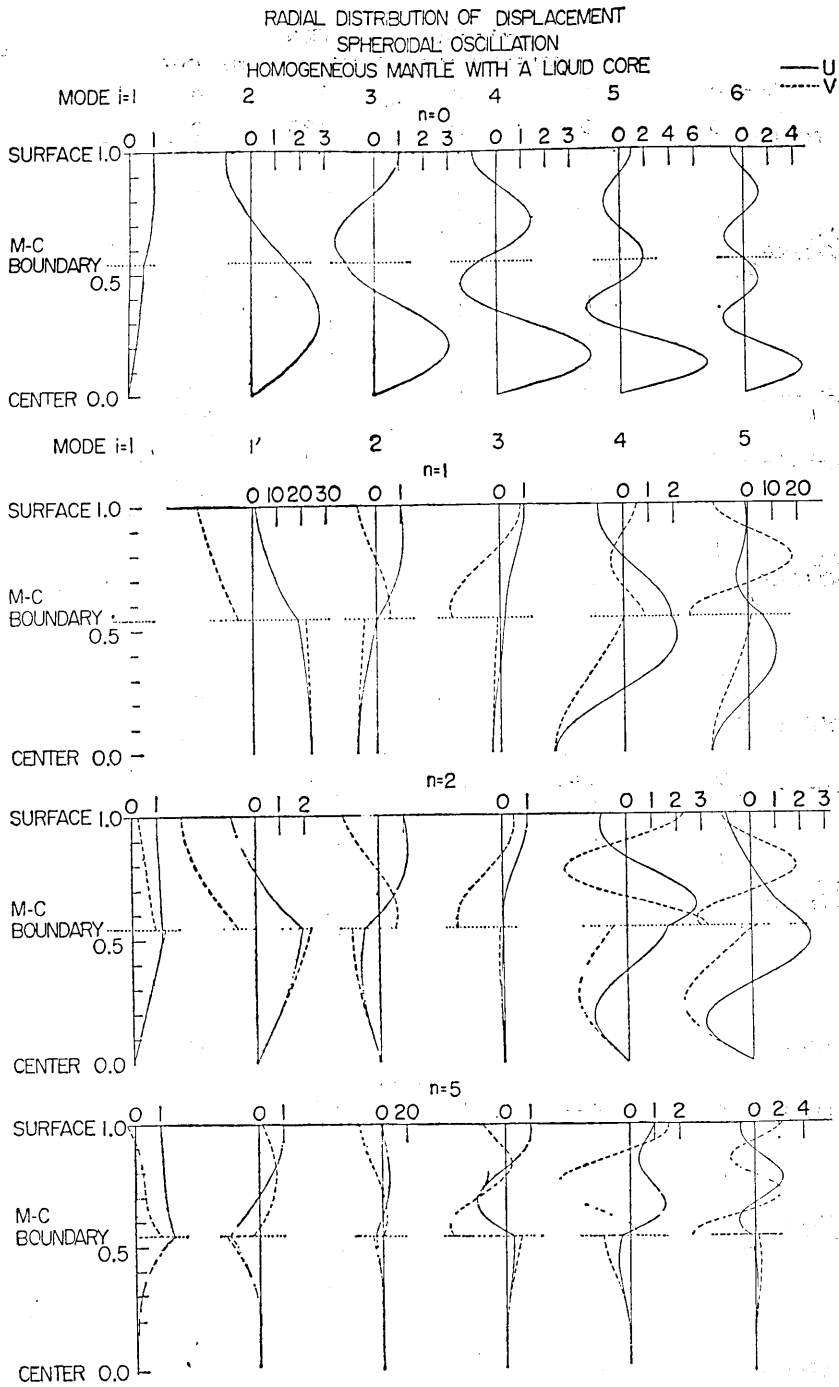 RADIAL DISTRIBUTION OF DISPLACEMENT
SPHEROIDAL OSCILLATION
HOMOGENEOUS MANTLE WITH A LIQUID CORE
U
V
MODE i=1 2 3 4 5 6
n=0
0 1 0 1 2 3 0 1 2 3 0 1 2 3 0 2 4 6 0 2 4
SURFACE 1.0
M-C
BOUNDARY
0.5
CENTER 0.0
MODE i=1 1' 2 3 4 5
n=1
0 10 20 30 0 1 0 1 0 1 2 0 10 20
SURFACE 1.0
M-C
BOUNDARY
0.5
CENTER 0.0
n=2
0 1 0 1 2 0 1 0 1 2 3 0 1 2 3
SURFACE 1.0
M-C
BOUNDARY
0.5
CENTER 0.0
n=5
0 1 0 1 0 20 0 1 0 1 2 0 2 4
SURFACE 1.0
M-C
BOUNDARY
0.5
CENTER 0.0